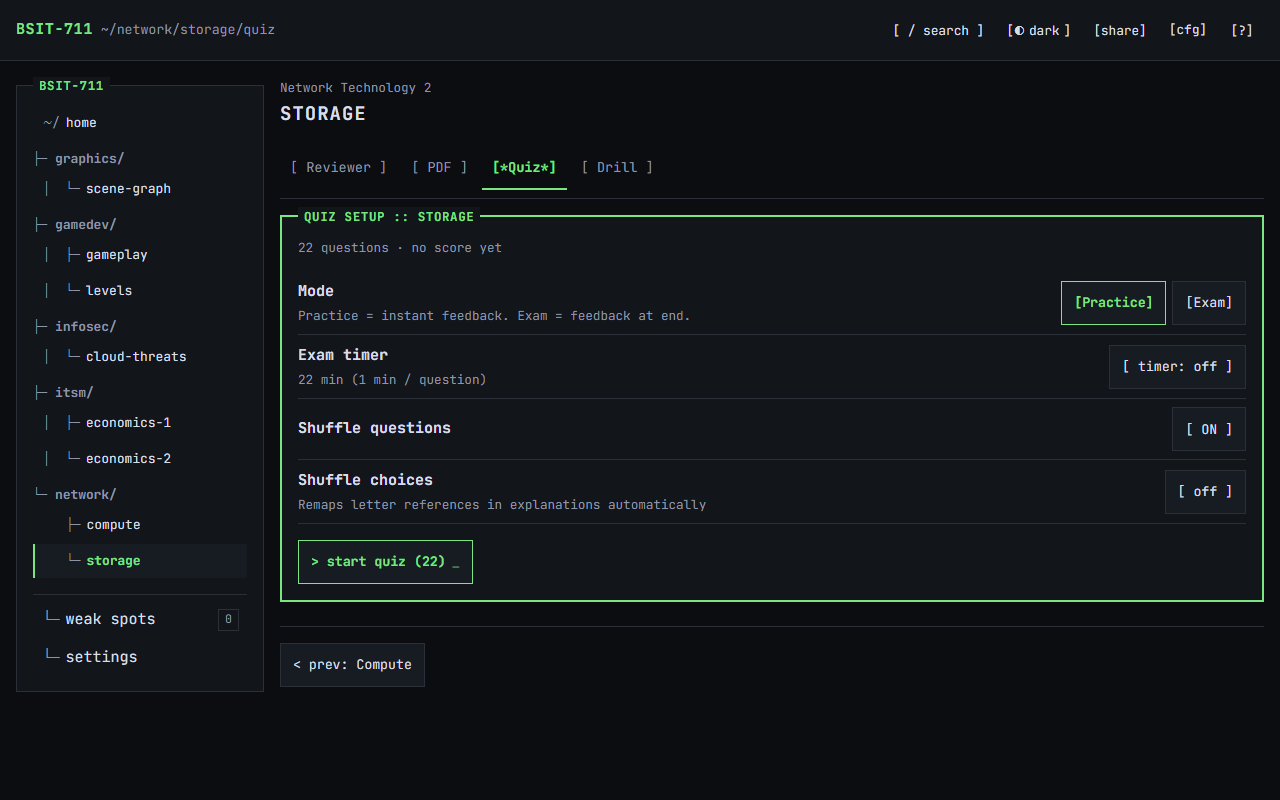 BSIT-711 ~/network/storage/quiz
[ / search ] [◐ dark ] [share] [cfg] [?]
BSIT-711
~/ home
├─ graphics/
│ └─ scene-graph
├─ gamedev/
│ ├─ gameplay
│ └─ levels
├─ infosec/
│ └─ cloud-threats
├─ itsm/
│ ├─ economics-1
│ └─ economics-2
└─ network/
├─ compute
└─ storage
└─ weak spots 0
└─ settings
Network Technology 2
STORAGE
[ Reviewer ] [ PDF ] [*Quiz*] [ Drill ]
QUIZ SETUP :: STORAGE
22 questions · no score yet
Mode
Practice = instant feedback. Exam = feedback at end.
[Practice] [Exam]
Exam timer
22 min (1 min / question)
[ timer: off ]
Shuffle questions
[ ON ]
Shuffle choices
Remaps letter references in explanations automatically
[ off ]
> start quiz (22) _
< prev: Compute